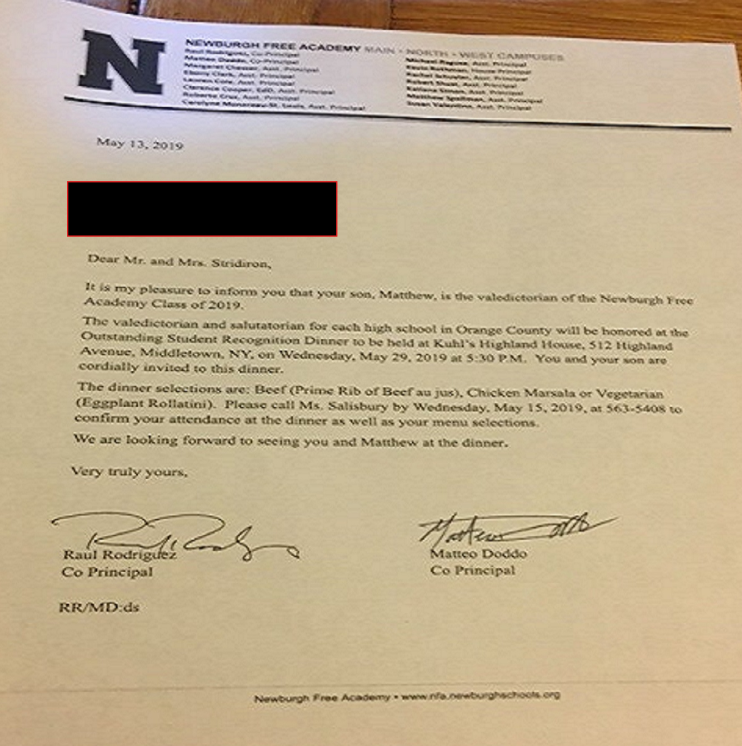 N
NEWBURGH FREE ACADEMY MAIN • NORTH • WEST CAMPUSES
Raul Rodriguez, Co-Principal
Matteo Doddo, Co-Principal
Margaret Chesser, Asst. Principal
Ebony Clark, Asst. Principal
Lauren Cole, Asst. Principal
Clarence Cooper, EdD, Asst. Principal
Roberto Cruz, Asst. Principal
Carolyne St. Louis, Asst. Principal
Michael Ragusa, Asst. Principal
Kevin Rothman, House Principal
Rachel Asst. Principal
Robert Asst. Principal
Simon, Asst. Principal
Matthew Asst. Principal
Susan Valentino, Asst. Principal
May 13, 2019
Dear Mr. and Mrs. Stridiron,
It is my pleasure to inform you that your son, Matthew, is the valedictorian of the Newburgh Free
Academy Class of 2019.
The valedictorian and salutatorian for each high school in Orange County will be honored at the
Outstanding Student Recognition Dinner to be held at Kuhl's Highland House, 512 Highland
Avenue, Middletown, NY, on Wednesday, May 29, 2019 at 5:30 P.M. You and your son are
cordially invited to this dinner.
The dinner selections are: Beef (Prime Rib of Beef au jus), Chicken Marsala or Vegetarian
(Eggplant Rollatini). Please call Ms. Salisbury by Wednesday, May 15, 2019, at 563-5408 to
confirm your attendance at the dinner as well as your menu selections.
We are looking forward to seeing you and Matthew at the dinner.
Very truly yours,
Raul Rodriguez
Co Principal
Matteo Doddo
Co Principal
RR/MD:ds
Newburgh Free Academy • www.nfa.newburghschools.org